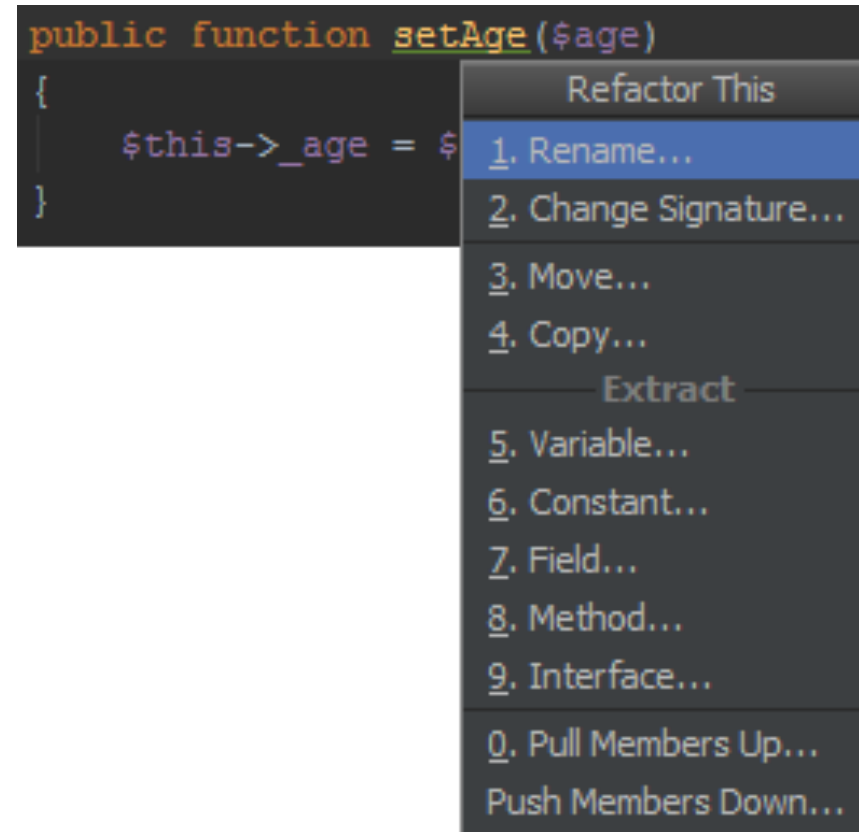 public function setAge($age)
{
$this->_age = $
}
Refactor This
1. Rename...
2. Change Signature...
3. Move...
4. Copy...
Extract
5. Variable...
6. Constant...
7. Field...
8. Method...
9. Interface...
0. Pull Members Up...
Push Members Down...